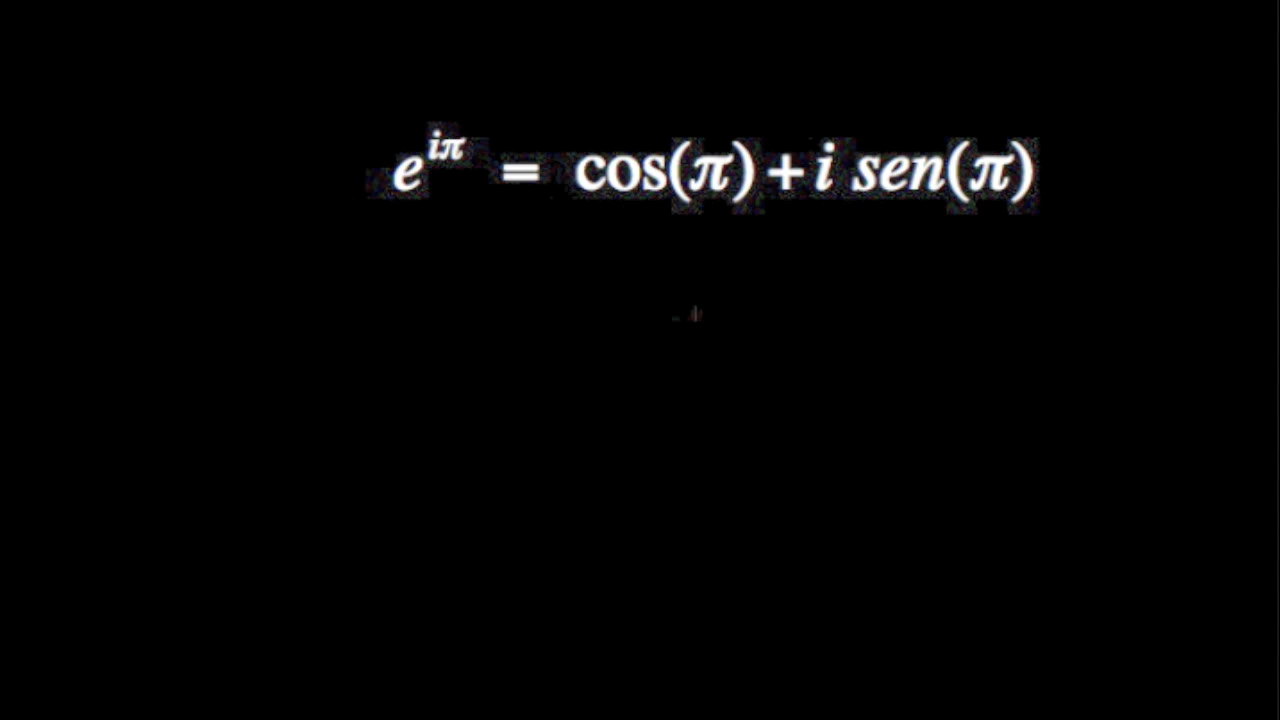 e^{iπ} = cos(π) + i sen(π)